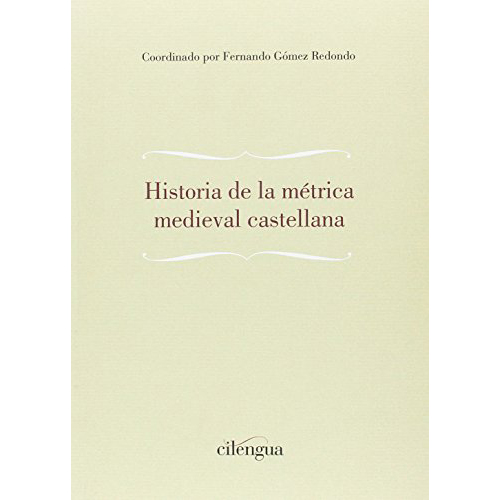 Coordinado por Fernando Gómez Redondo
Historia de la métrica
medieval castellana
cilengua